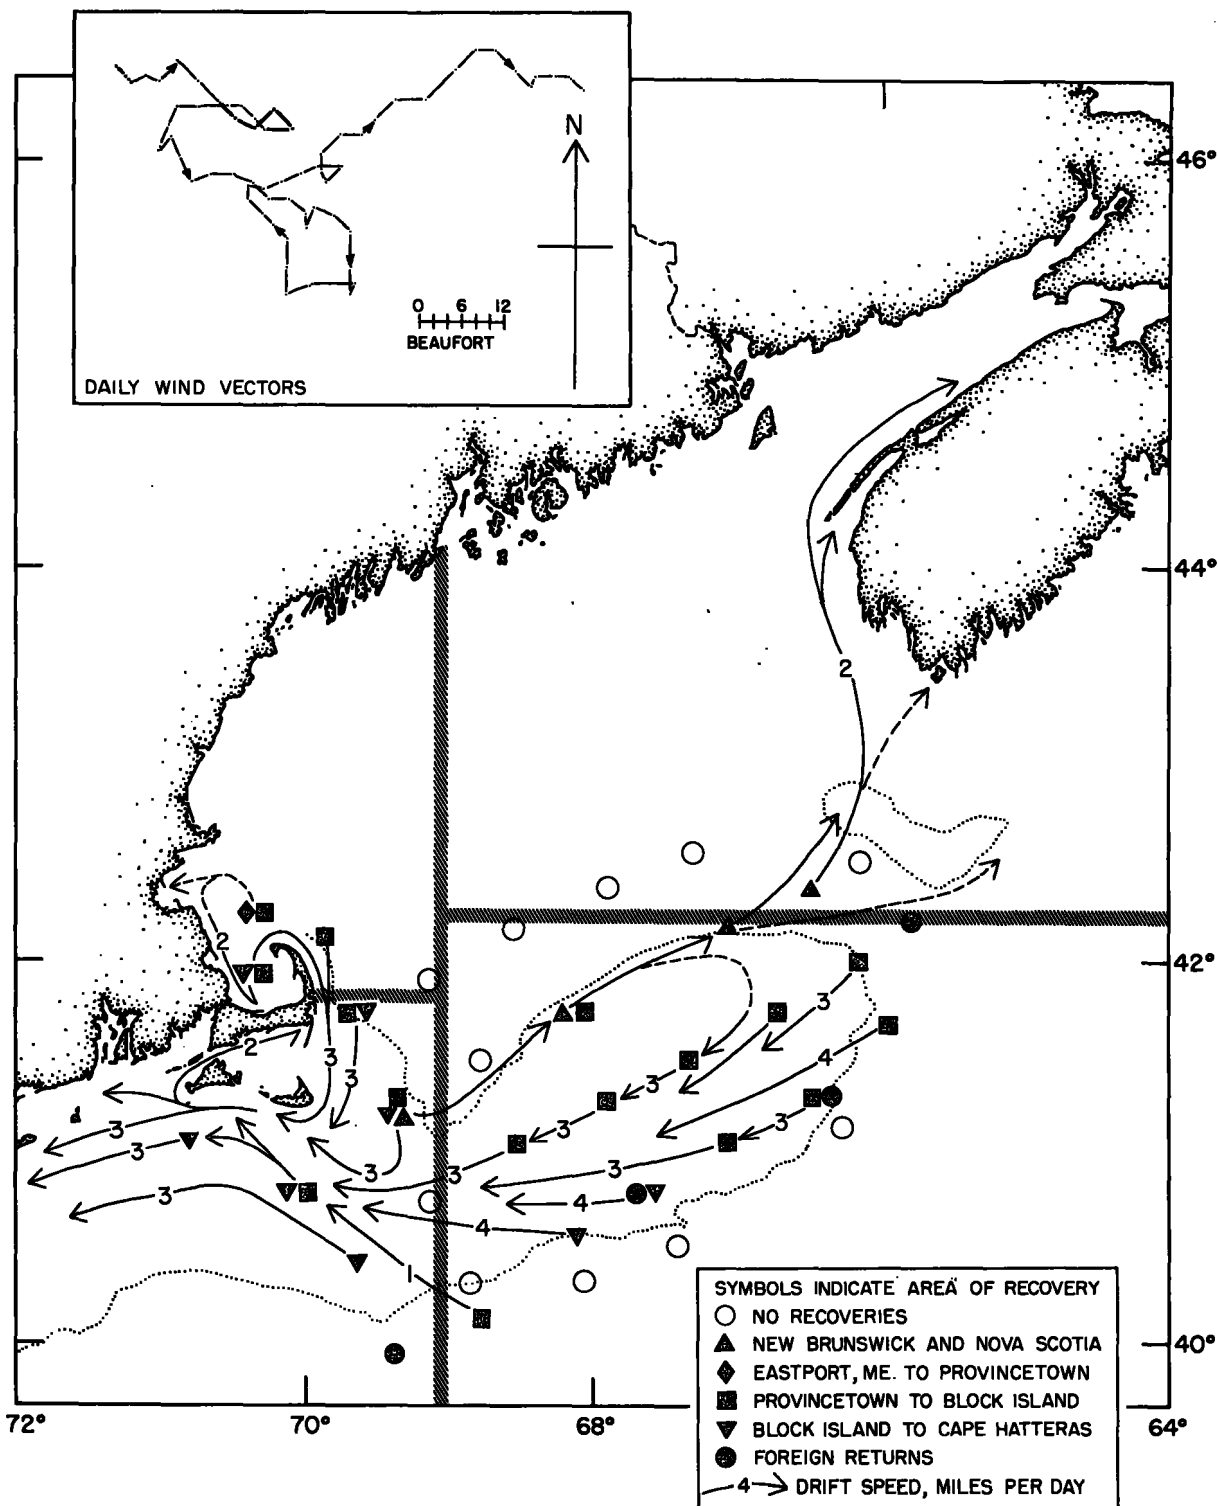 N
0 6 12
BEAUFORT
DAILY WIND VECTORS
46°
44°
2
42°
2
3
2
3
3
4
3
3
3
3
3
3
3
3
3
4
4
1
40°
SYMBOLS INDICATE AREA OF RECOVERY
NO RECOVERIES
NEW BRUNSWICK AND NOVA SCOTIA
EASTPORT, ME. TO PROVINCETOWN
PROVINCETOWN TO BLOCK ISLAND
BLOCK ISLAND TO CAPE HATTERAS
FOREIGN RETURNS
4 DRIFT SPEED, MILES PER DAY
72° 70° 68° 64°